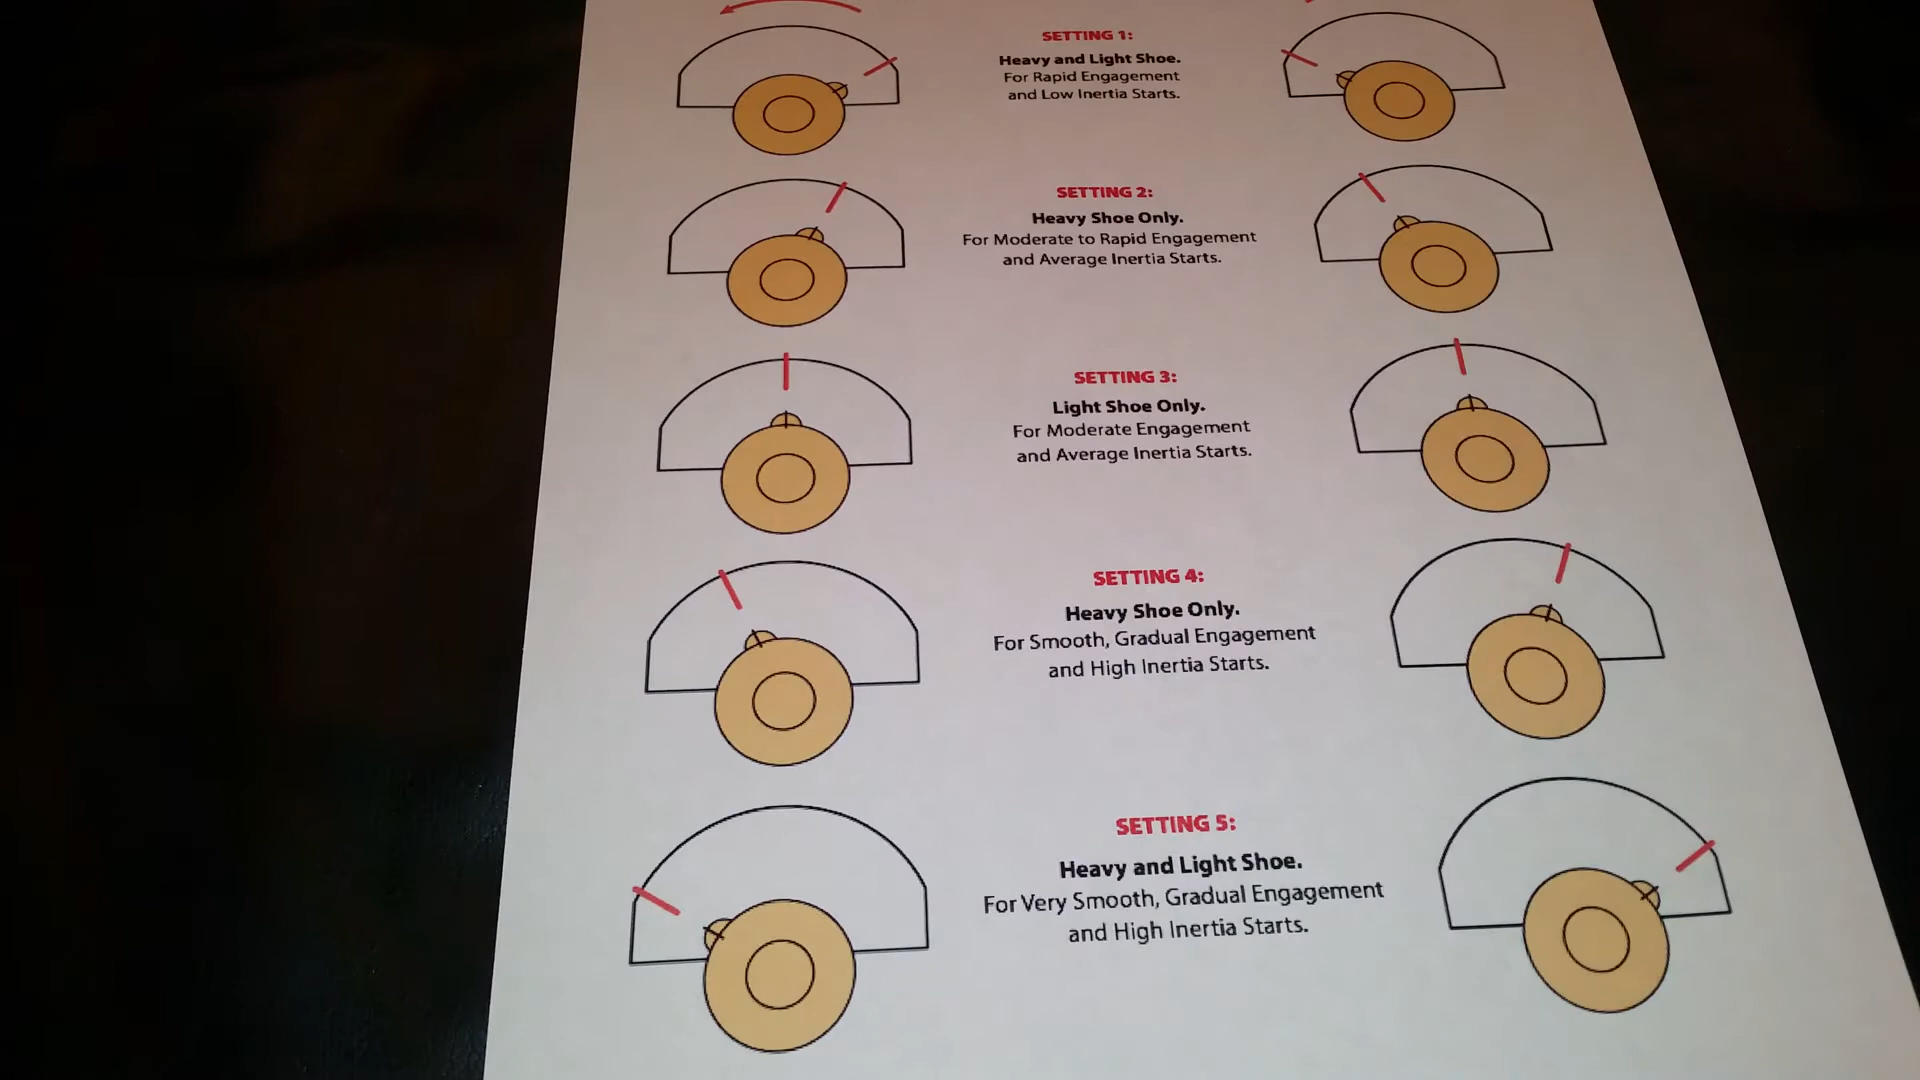 SETTING 1:
Heavy and Light Shoe.
For Rapid Engagement
and Low Inertia Starts.
SETTING 2:
Heavy Shoe Only.
For Moderate to Rapid Engagement
and Average Inertia Starts.
SETTING 3:
Light Shoe Only.
For Moderate Engagement
and Average Inertia Starts.
SETTING 4:
Heavy Shoe Only.
For Smooth, Gradual Engagement
and High Inertia Starts.
SETTING 5:
Heavy and Light Shoe.
For Very Smooth, Gradual Engagement
and High Inertia Starts.